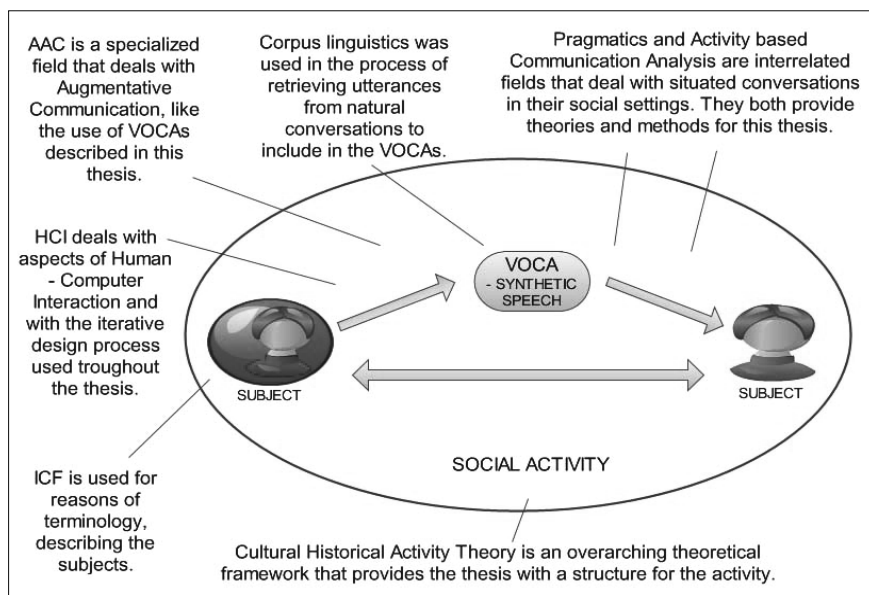 AAC is a specialized
field that deals with
Augmentative
Communication, like
the use of VOCAs
described in this
thesis.
Corpus linguistics was
used in the process of
retrieving utterances
from natural
conversations to
include in the VOCAs.
Pragmatics and Activity based
Communication Analysis are interrelated
fields that deal with situated conversations
in their social settings. They both provide
theories and methods for this thesis.
HCI deals with
aspects of Human
- Computer
Interaction and
with the iterative
design process
used troughout
the thesis.
VOCA
- SYNTHETIC
SPEECH
SUBJECT
SUBJECT
SOCIAL ACTIVITY
ICF is used for
reasons of
terminology,
describing the
subjects.
Cultural Historical Activity Theory is an overarching theoretical
framework that provides the thesis with a structure for the activity.